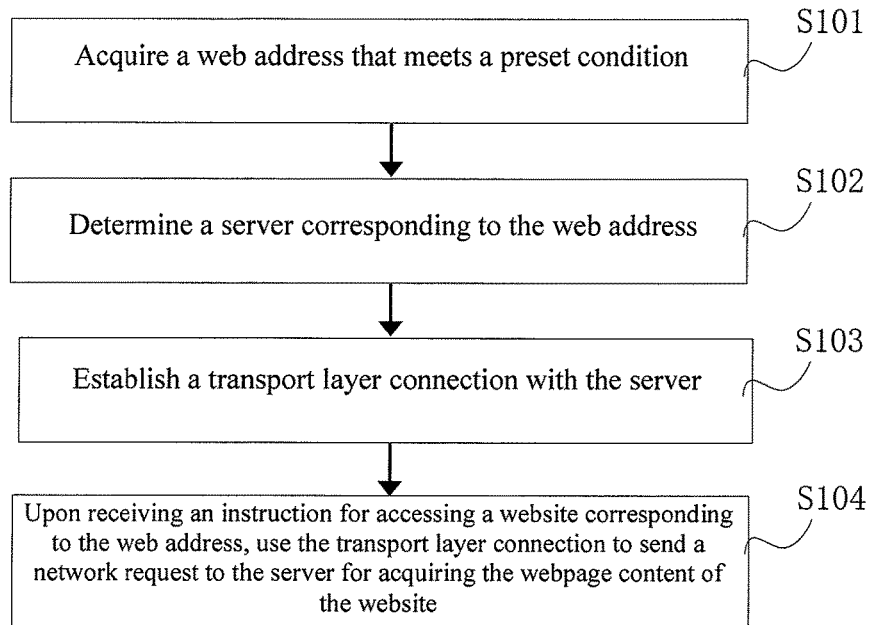 S101
Acquire a web address that meets a preset condition
S102
Determine a server corresponding to the web address
S103
Establish a transport layer connection with the server
S104
Upon receiving an instruction for accessing a website corresponding
to the web address, use the transport layer connection to send a
network request to the server for acquiring the webpage content of
the website